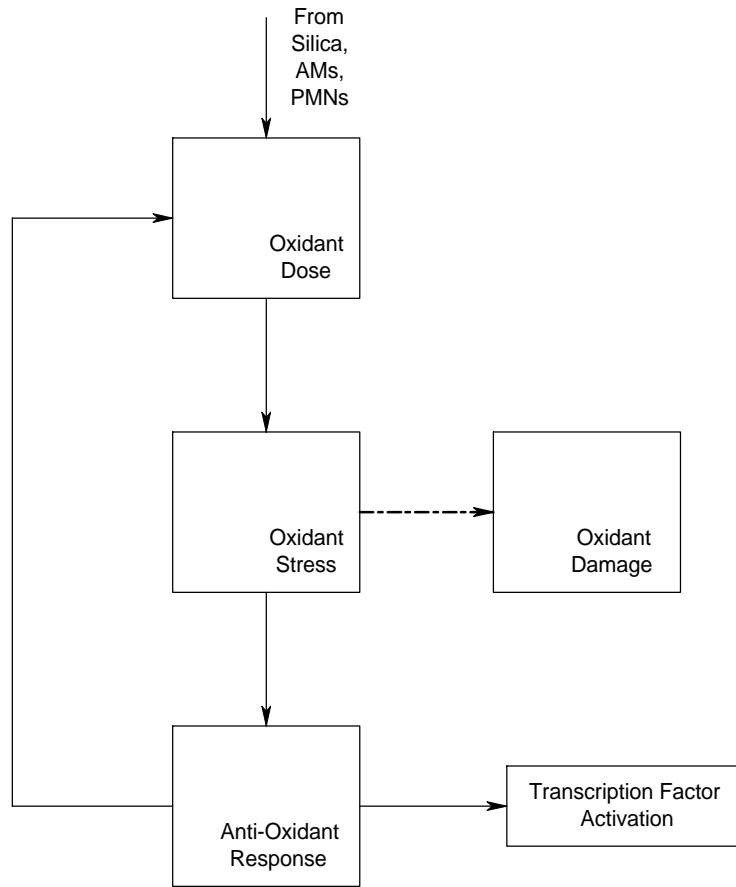 From
Silica,
AMs,
PMNs
Oxidant
Dose
Oxidant
Stress
Oxidant
Damage
Anti-Oxidant
Response
Transcription Factor
Activation